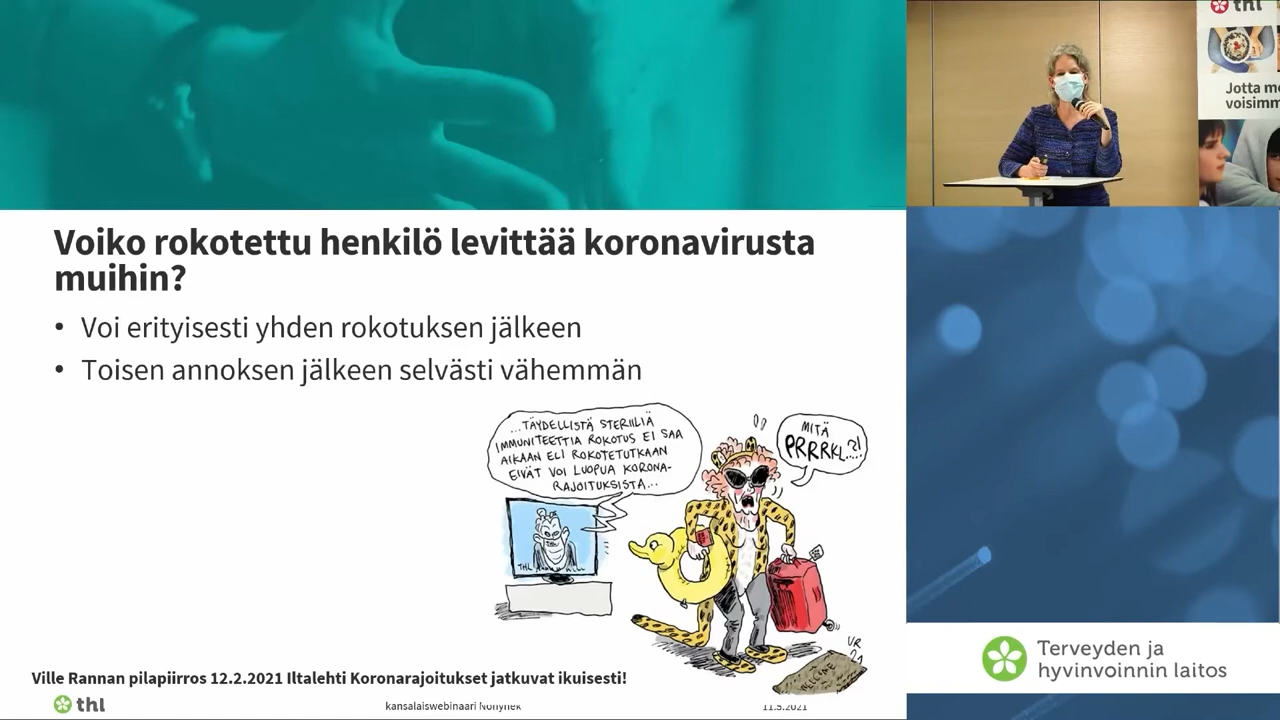 Voiko rokotettu henkilö levittää koronavirusta
muihin?
• Voi erityisesti yhden rokotuksen jälkeen
• Toisen annoksen jälkeen selvästi vähemmän
...TÄYDELLISTÄ STERIILIÄ
IMMUNITEETTIA ROKOTUS EI SAA
AIKAAN ELI ROKOTETUTKAAN
EIVÄT VOI LUOPUA KORONA-
RAJOITUKSISTA...
MITÄ
PRRRKL..?!
THL
VR
21
WELCOME
Ville Rannan pilapiirros 12.2.2021 Iltalehti Koronarajoitukset jatkuvat ikuisesti!
thl
kansalaiswebinaari Nohynek
11.5.2021
thl
Jotta me
voisimm
Terveyden ja
hyvinvoinnin laitos